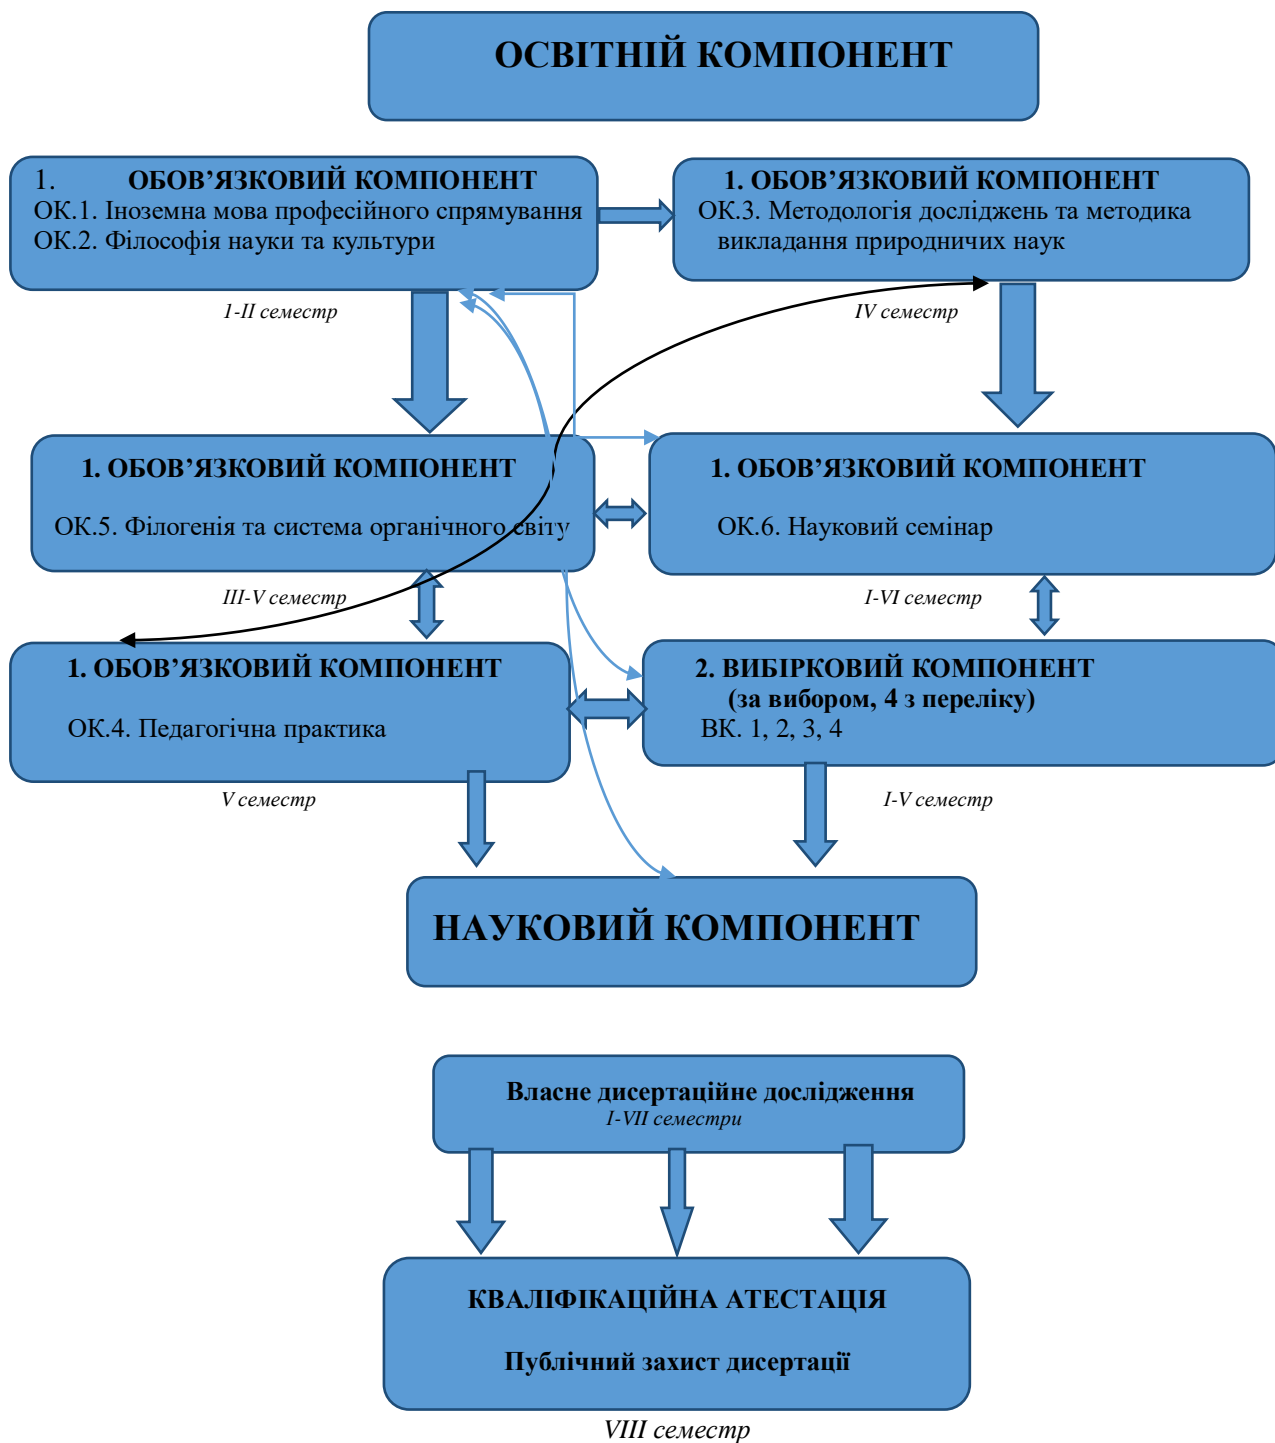 ОСВІТНІЙ КОМПОНЕНТ
1. ОБОВ’ЯЗКОВИЙ КОМПОНЕНТ
ОК.1. Іноземна мова професійного спрямування
ОК.2. Філософія науки та культури
1-ІІ семестр
1. ОБОВ’ЯЗКОВИЙ КОМПОНЕНТ
ОК.3. Методологія досліджень та методика
викладання природничих наук
IV семестр
1. ОБОВ’ЯЗКОВИЙ КОМПОНЕНТ
ОК.5. Філогенія та система органічного світу
III-V семестр
1. ОБОВ’ЯЗКОВИЙ КОМПОНЕНТ
ОК.6. Науковий семінар
I-VI семестр
1. ОБОВ’ЯЗКОВИЙ КОМПОНЕНТ
ОК.4. Педагогічна практика
V семестр
2. ВИБІРКОВИЙ КОМПОНЕНТ
(за вибором, 4 з переліку)
ВК. 1, 2, 3, 4
I-V семестр
НАУКОВИЙ КОМПОНЕНТ
Власне дисертаційне дослідження
I-VII семестри
КВАЛІФІКАЦІЙНА АТЕСТАЦІЯ
Публічний захист дисертації
VIII семестр